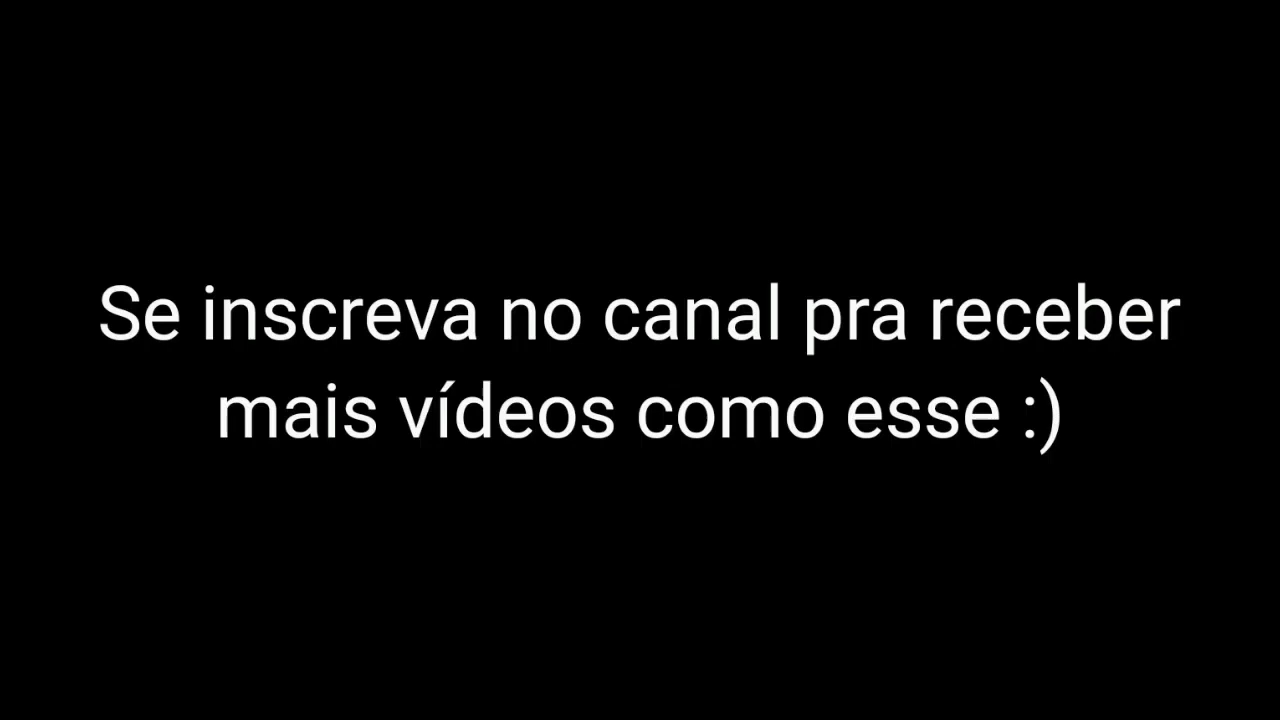 Se inscreva no canal pra receber
mais vídeos como esse :)